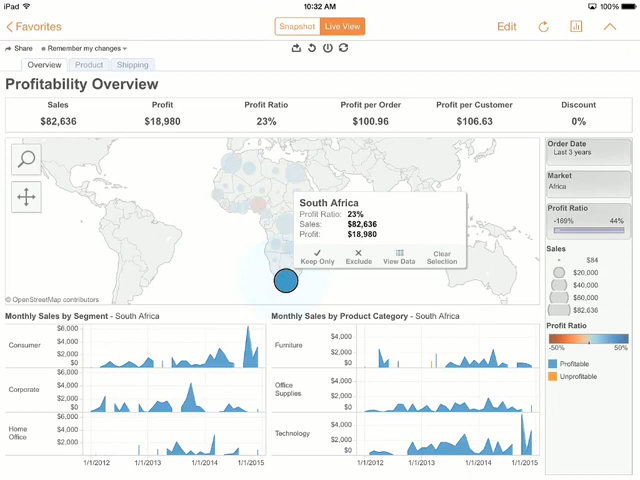 iPad
10:32 AM
100%
Favorites
Snapshot
Live View
Edit
Share
Remember my changes
Overview
Product
Shipping
Profitability Overview
Sales
Profit
Profit Ratio
Profit per Order
Profit per Customer
Discount
$82,636
$18,980
23%
$100.96
$106.63
0%
South Africa
Profit Ratio: 23%
Sales: $82,636
Profit: $18,980
Keep Only
Exclude
View Data
Clear Selection
© OpenStreetMap contributors
Order Date
Last 3 years
Market
Africa
Profit Ratio
-169% 44%
Sales
$84
$20,000
$40,000
$60,000
$82,636
Profit Ratio
-50% 50%
Profitable
Unprofitable
Monthly Sales by Segment - South Africa
Consumer
$6,000
$4,000
$2,000
$0
Corporate
$6,000
$4,000
$2,000
$0
Home Office
$6,000
$4,000
$2,000
1/1/2012 1/1/2013 1/1/2014 1/1/2015
Monthly Sales by Product Category - South Africa
Furniture
$4,000
$2,000
$0
Office Supplies
$4,000
$2,000
$0
Technology
$4,000
$2,000
$0
1/1/2012 1/1/2013 1/1/2014 1/1/2015